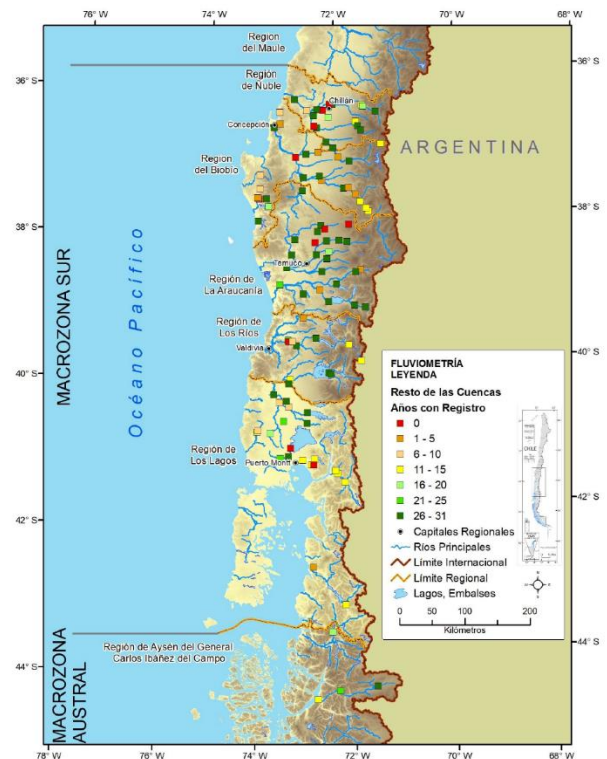 76° W
74° W
72° W
70° W
68° W
Region
del Maule
36° S
36° S
Región
de Ñuble
Chillán
Concepción
ARGENTINA
Región
del Biobío
38° S
38° S
Océano Pacífico
MACROZONA SUR
Temuco
Región de
La Araucanía
Región de
Los Ríos
Valdivia
40° S
40° S
FLUVIOMETRÍA
LEYENDA
Resto de las Cuencas
Años con Registro
0
1 - 5
6 - 10
11 - 15
16 - 20
21 - 25
26 - 31
Capitales Regionales
Ríos Principales
Límite Internacional
Límite Regional
Lagos, Embalses
0 100 200
Kilómetros
CHILE
Región de
Los Lagos
Puerto Montt
42° S
42° S
Región de Aysén del General
Carlos Ibáñez del Campo
MACROZONA
AUSTRAL
44° S
44° S
78° W
76° W
74° W
72° W
70° W
68° W